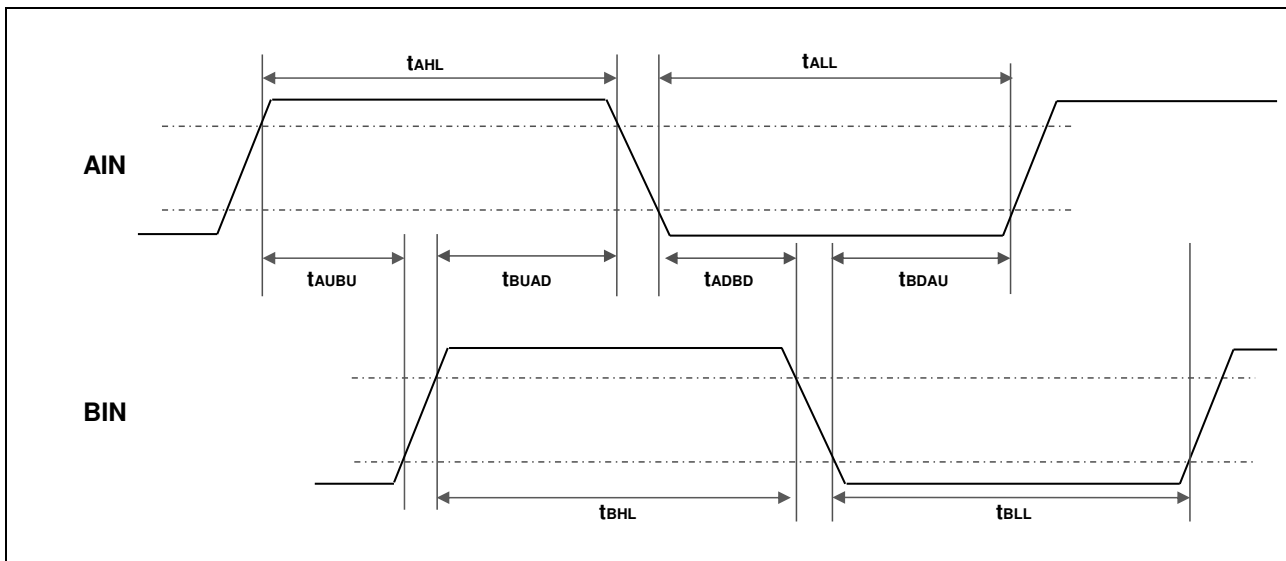 tAHL
tALL
AIN
tAUBU
tBUAD
tADBD
tBDAU
BIN
tBHL
tBLL